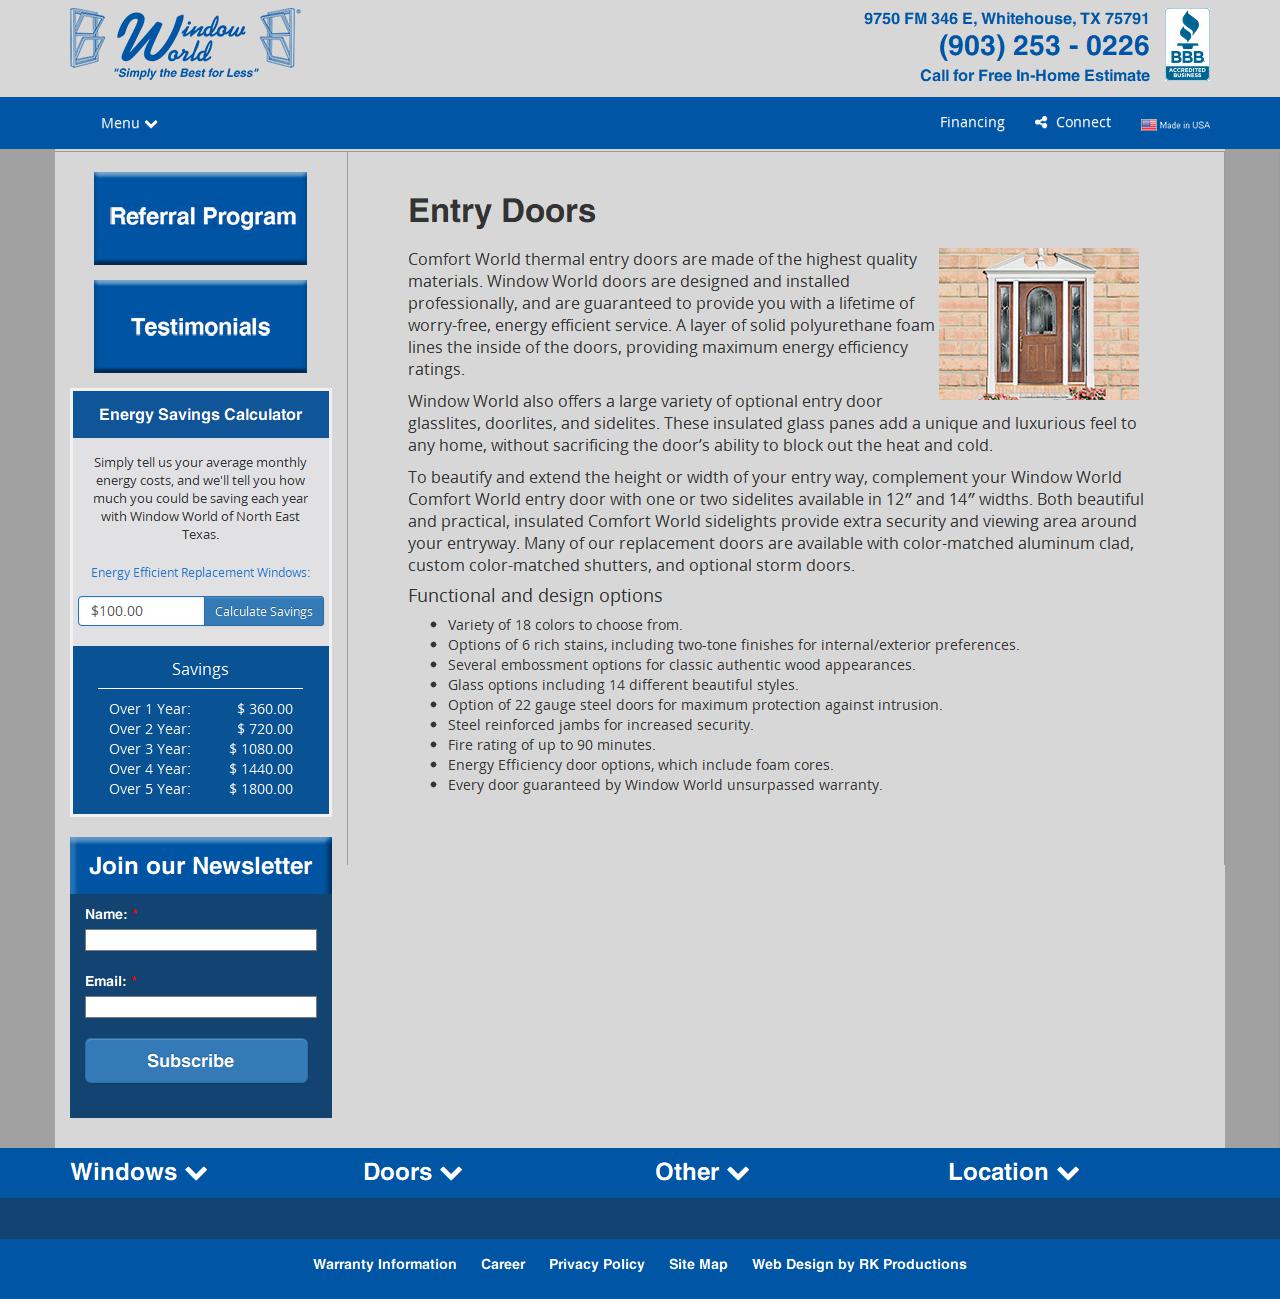 Window World®
"Simply the Best for Less"
9750 FM 346 E, Whitehouse, TX 75791
(903) 253 - 0226
Call for Free In-Home Estimate
BBB
ACCREDITED BUSINESS
Menu
Financing
Connect
Made in USA
Referral Program
Testimonials
Energy Savings Calculator
Simply tell us your average monthly
energy costs, and we'll tell you how
much you could be saving each year
with Window World of North East
Texas.
Energy Efficient Replacement Windows:
$100.00
Calculate Savings
Savings
Over 1 Year: $ 360.00
Over 2 Year: $ 720.00
Over 3 Year: $ 1080.00
Over 4 Year: $ 1440.00
Over 5 Year: $ 1800.00
Join our Newsletter
Name: *
Email: *
Subscribe
Entry Doors
Comfort World thermal entry doors are made of the highest quality
materials. Window World doors are designed and installed
professionally, and are guaranteed to provide you with a lifetime of
worry-free, energy efficient service. A layer of solid polyurethane foam
lines the inside of the doors, providing maximum energy efficiency
ratings.
Window World also offers a large variety of optional entry door
glasslites, doorlites, and sidelites. These insulated glass panes add a unique and luxurious feel to
any home, without sacrificing the door’s ability to block out the heat and cold.
To beautify and extend the height or width of your entry way, complement your Window World
Comfort World entry door with one or two sidelites available in 12″ and 14″ widths. Both beautiful
and practical, insulated Comfort World sidelights provide extra security and viewing area around
your entryway. Many of our replacement doors are available with color-matched aluminum clad,
custom color-matched shutters, and optional storm doors.
Functional and design options
• Variety of 18 colors to choose from.
• Options of 6 rich stains, including two-tone finishes for internal/exterior preferences.
• Several embossment options for classic authentic wood appearances.
• Glass options including 14 different beautiful styles.
• Option of 22 gauge steel doors for maximum protection against intrusion.
• Steel reinforced jambs for increased security.
• Fire rating of up to 90 minutes.
• Energy Efficiency door options, which include foam cores.
• Every door guaranteed by Window World unsurpassed warranty.
Windows
Doors
Other
Location
Warranty Information
Career
Privacy Policy
Site Map
Web Design by RK Productions